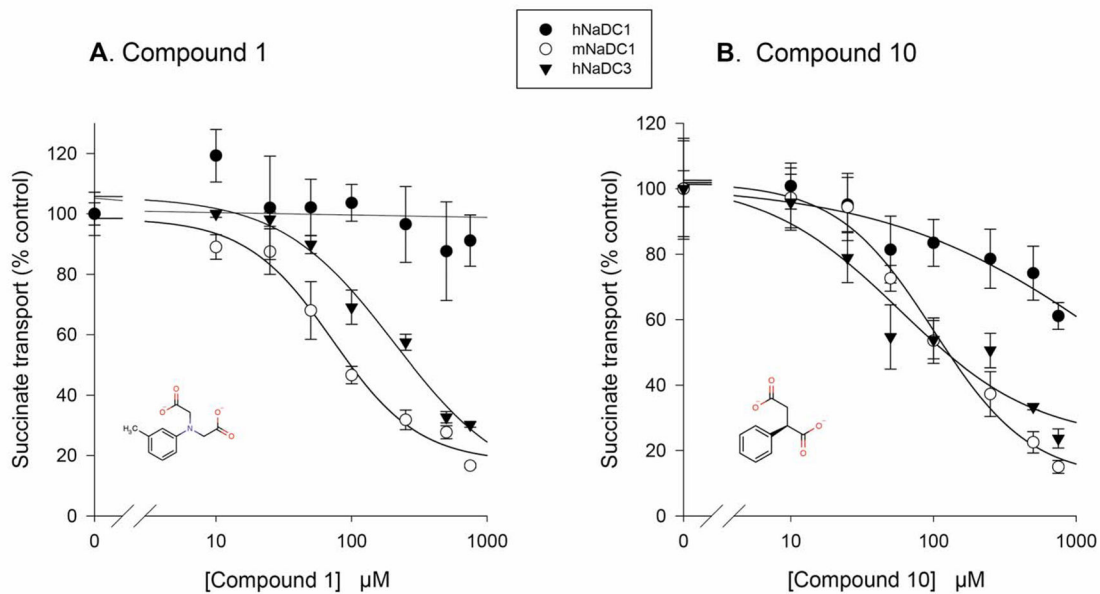 hNaDC1
mNaDC1
hNaDC3
A. Compound 1
Succinate transport (% control)
120
100
80
60
40
20
0
O
O⁻
O⁻
O
N
CH₃
0
10
100
1000
[Compound 1] µM
B. Compound 10
Succinate transport (% control)
120
100
80
60
40
20
0
O
O⁻
O⁻
O
0
10
100
1000
[Compound 10] µM